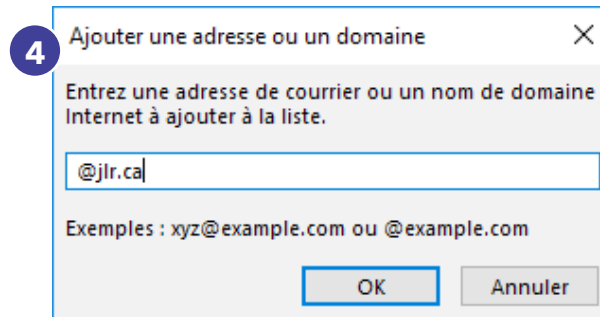 4
Ajouter une adresse ou un domaine
Entrez une adresse de courrier ou un nom de domaine
Internet à ajouter à la liste.
@jlr.ca
Exemples : xyz@example.com ou @example.com
OK
Annuler